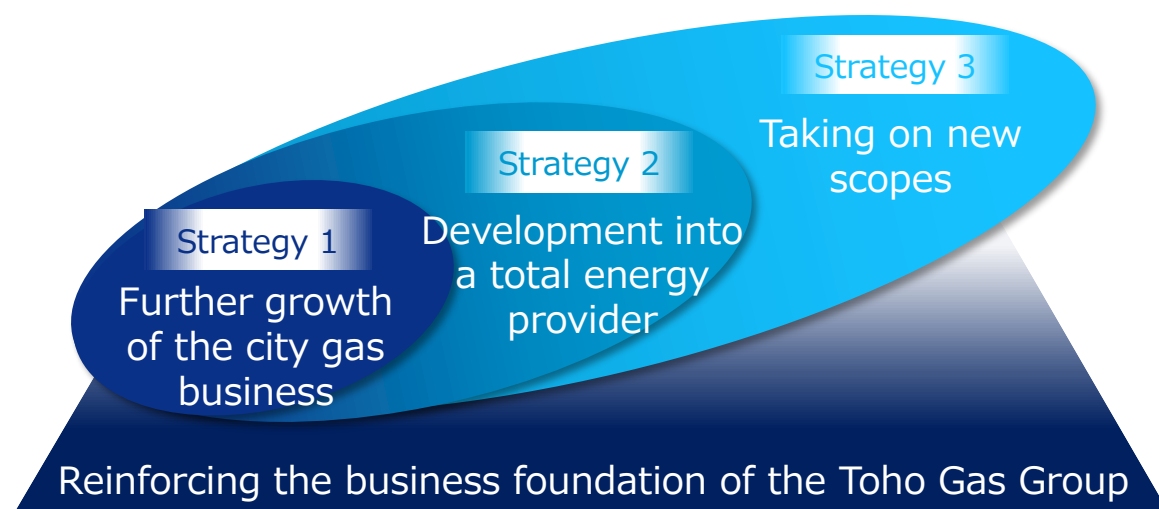 Strategy 1
Further growth
of the city gas
business
Strategy 2
Development into
a total energy
provider
Strategy 3
Taking on new
scopes
Reinforcing the business foundation of the Toho Gas Group